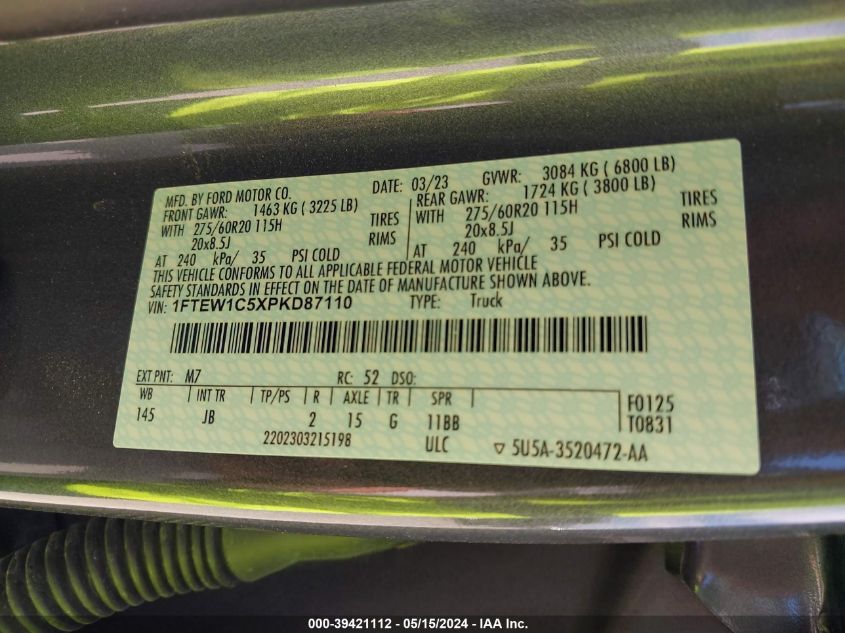 MFD. BY FORD MOTOR CO.
DATE: 03/23 GVWR: 3084 KG ( 6800 LB)
FRONT GAWR: 1463 KG ( 3225 LB)
WITH 275/60R20 115H TIRES
20x8.5J RIMS
AT 240 kPa/ 35 PSI COLD
REAR GAWR: 1724 KG ( 3800 LB)
WITH 275/60R20 115H TIRES
20x8.5J RIMS
AT 240 kPa/ 35 PSI COLD
THIS VEHICLE CONFORMS TO ALL APPLICABLE FEDERAL MOTOR VEHICLE
SAFETY STANDARDS IN EFFECT ON THE DATE OF MANUFACTURE SHOWN ABOVE.
VIN: 1FTEW1C5XPKD87110 TYPE: Truck
EXT PNT: M7 RC: 52 DSO:
WB INT TR TP/PS R AXLE TR SPR
145 JB 2 15 G 11BB
F0125
T0831
2202303215198 ULC ▽ 5U5A-3520472-AA
000-39421112 - 05/15/2024 - IAA Inc.